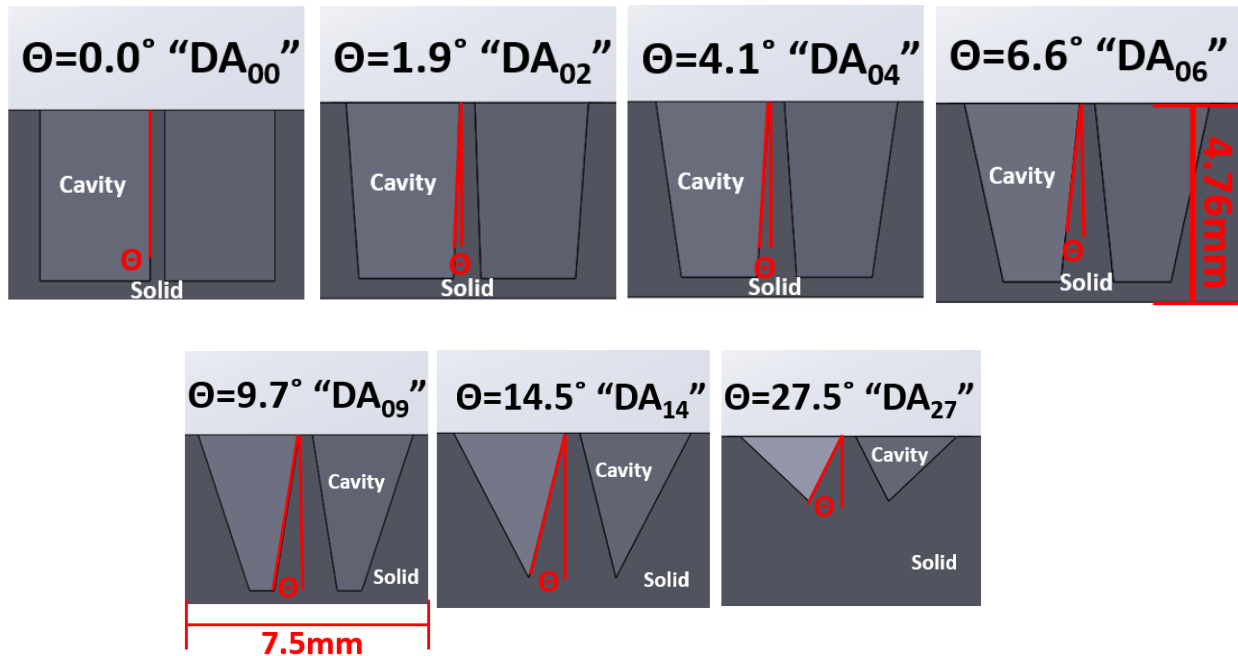 Θ=0.0° “DA₀₀”
Cavity
Θ
Solid
Θ=1.9° “DA₀₂”
Cavity
Θ
Solid
Θ=4.1° “DA₀₄”
Cavity
Θ
Solid
Θ=6.6° “DA₀₆”
Cavity
Θ
Solid
4.76mm
Θ=9.7° “DA₀₉”
Cavity
Θ
Solid
7.5mm
Θ=14.5° “DA₁₄”
Cavity
Θ
Solid
Θ=27.5° “DA₂₇”
Cavity
Θ
Solid